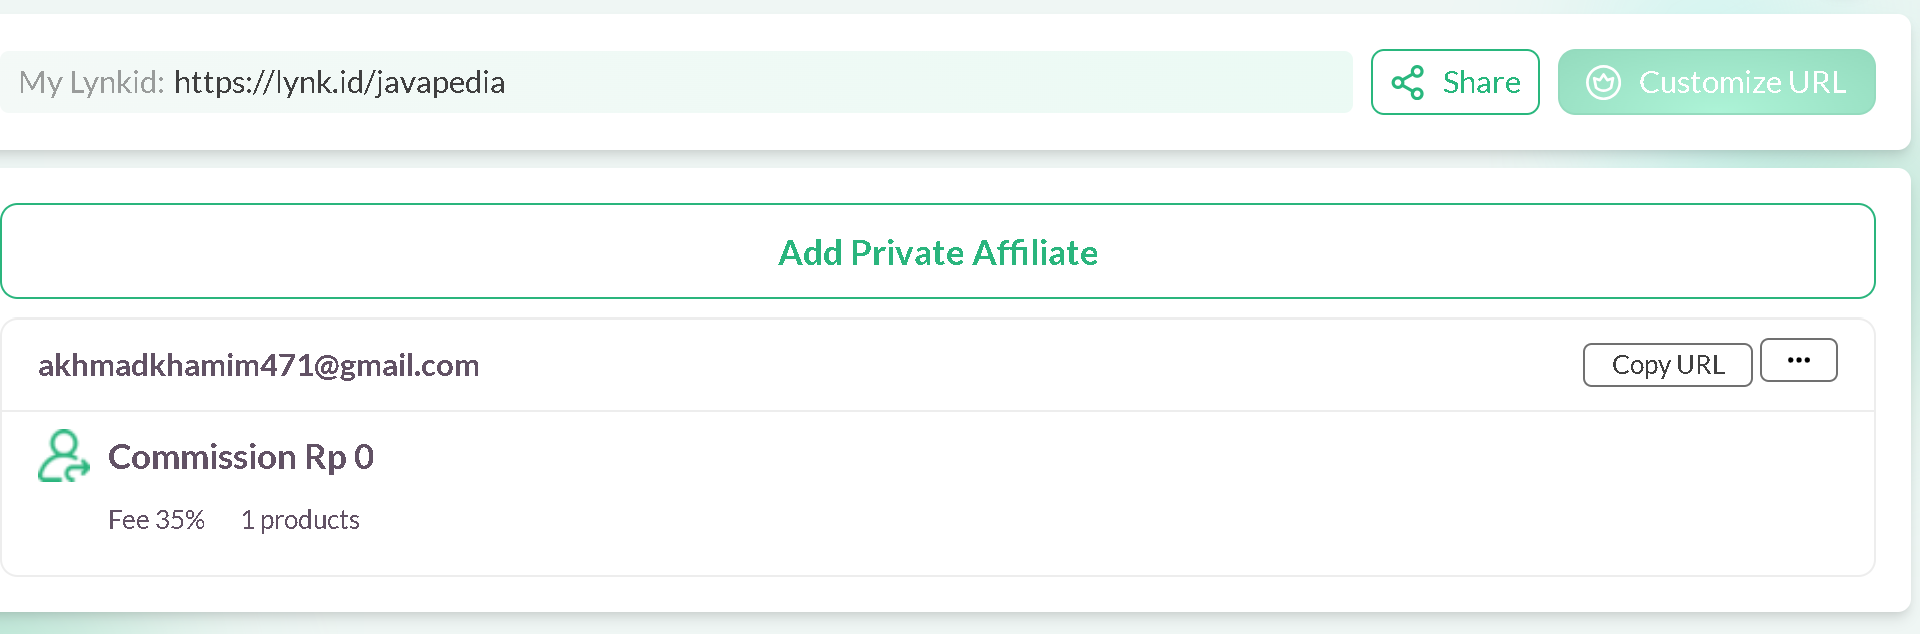 My Lynkid: https://lynk.id/javapedia Share Customize URL
Add Private Affiliate
akhmadkhamim471@gmail.com Copy URL ...
Commission Rp 0
Fee 35% 1 products